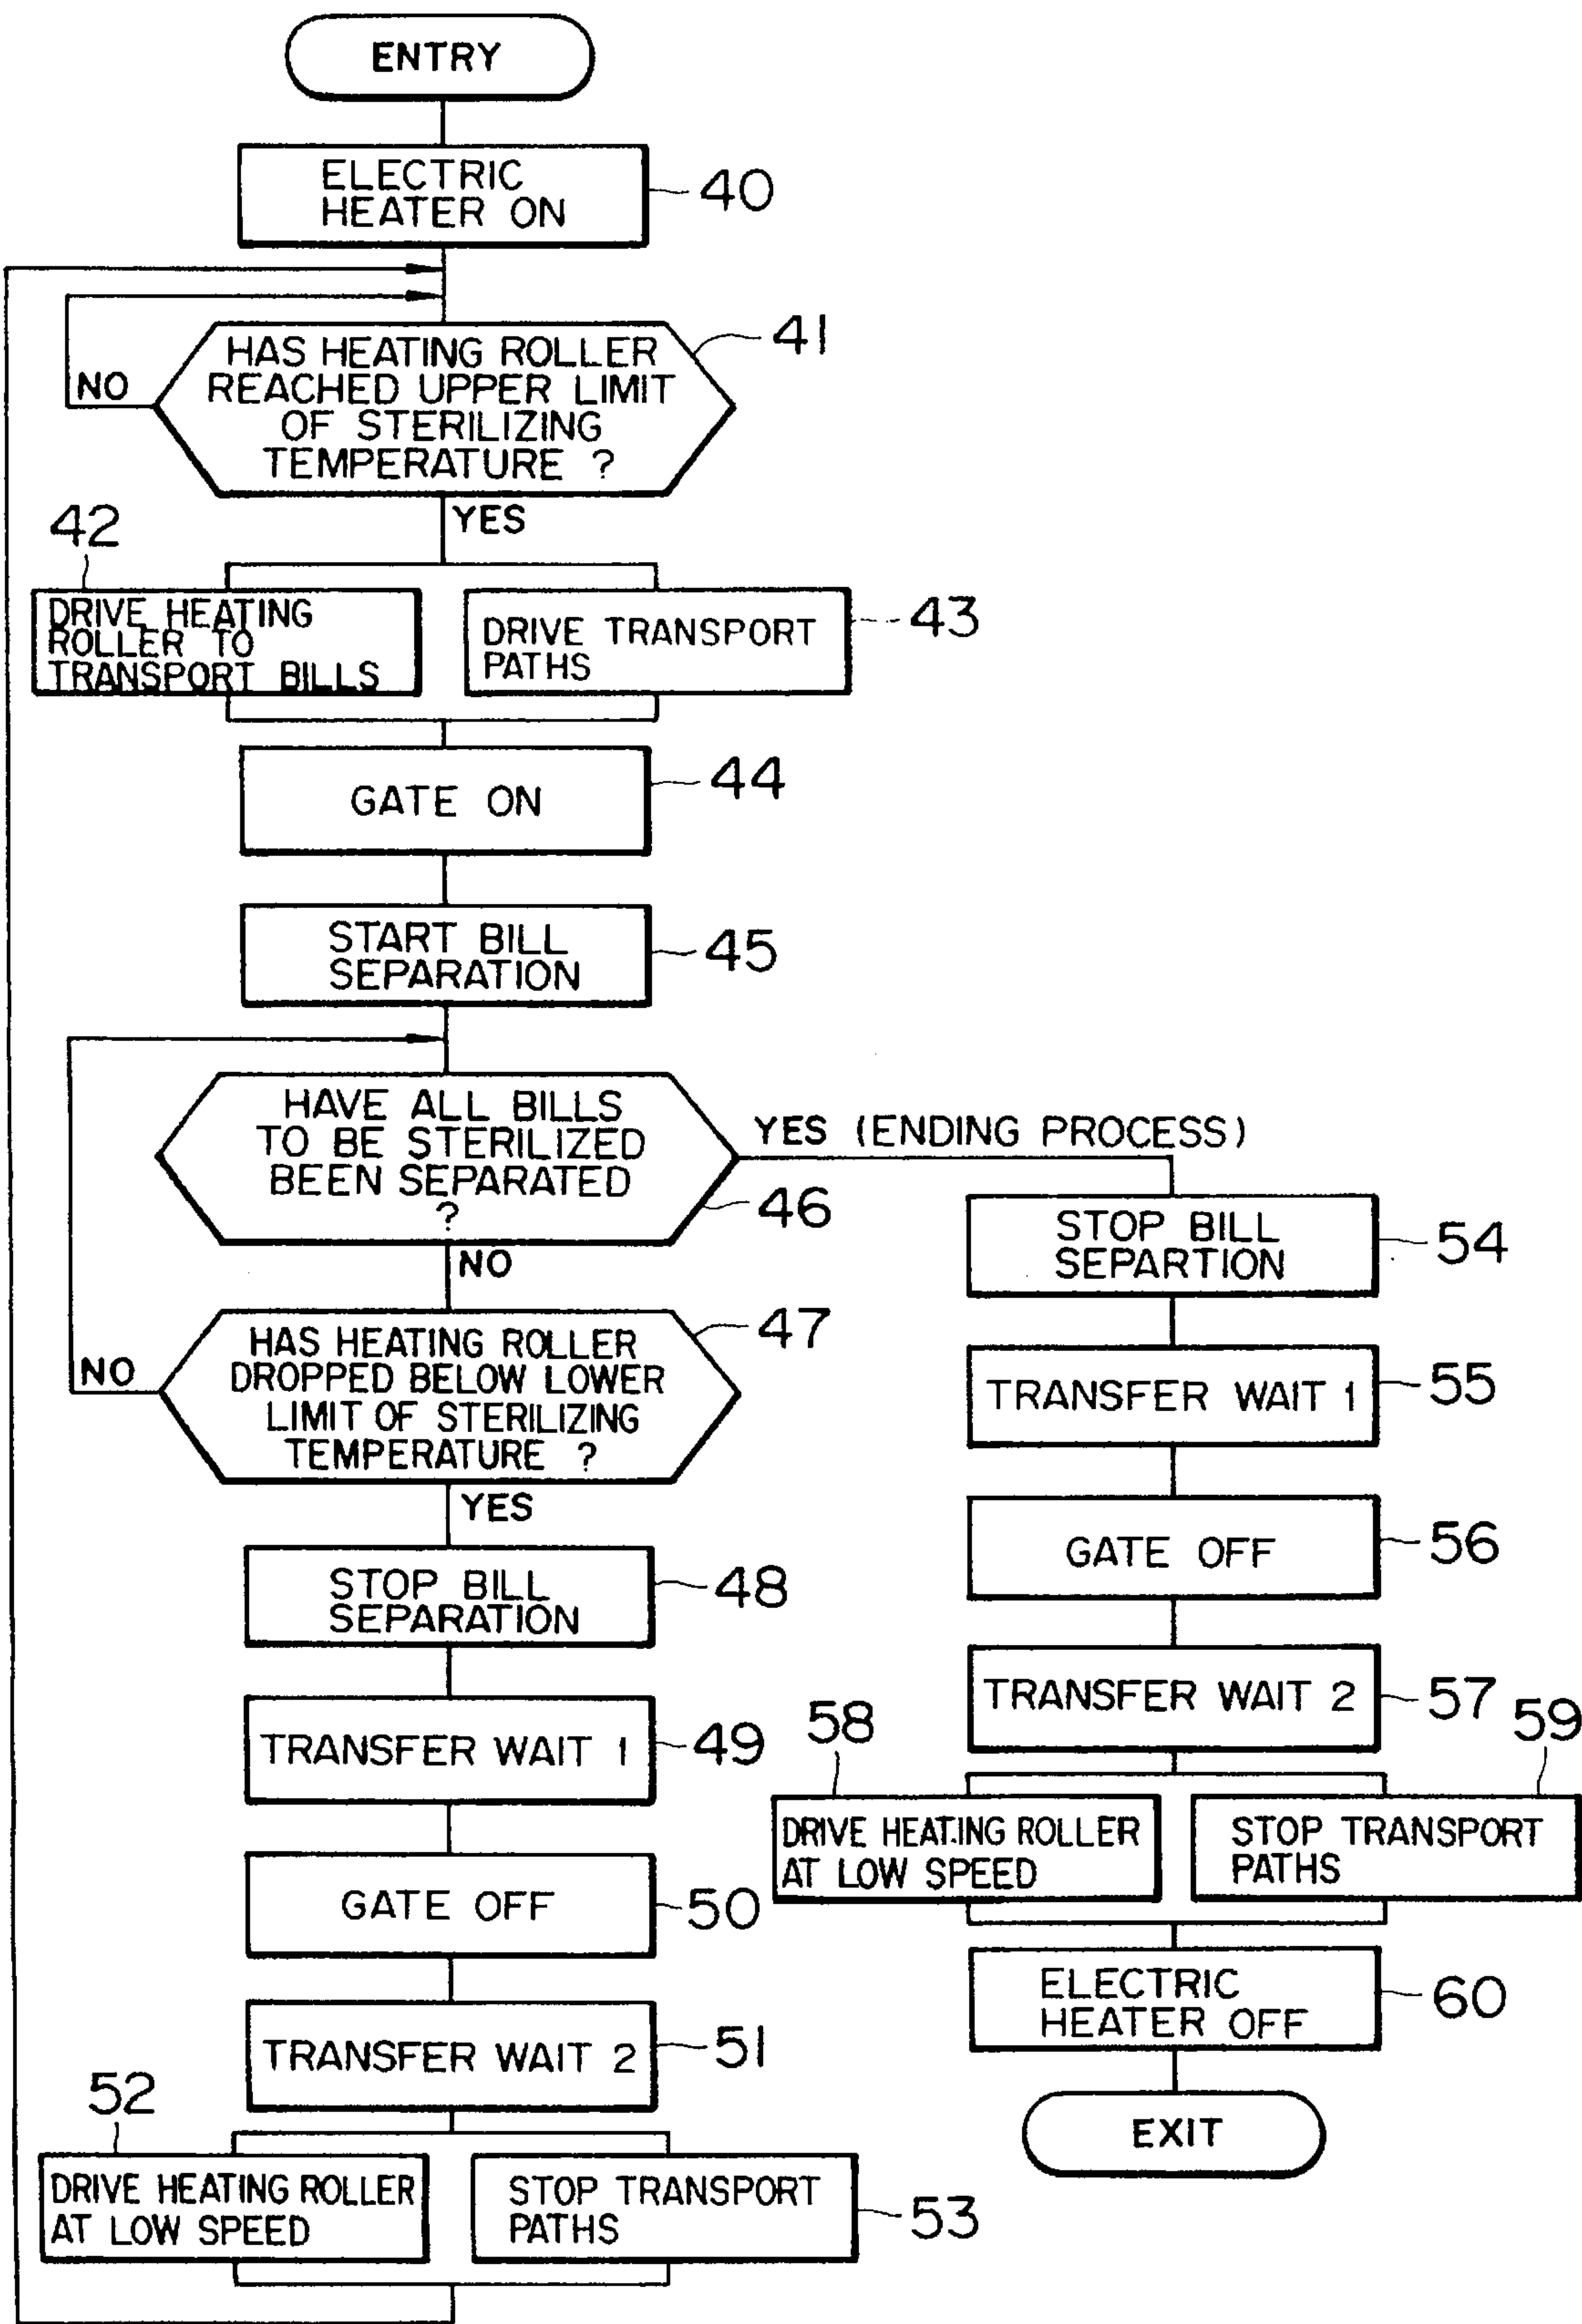 ENTRY
ELECTRIC
HEATER ON
40
HAS HEATING ROLLER
REACHED UPPER LIMIT
OF STERILIZING
TEMPERATURE ?
41
NO
YES
42
DRIVE HEATING
ROLLER TO
TRANSPORT BILLS
DRIVE TRANSPORT
PATHS
43
GATE ON
44
START BILL
SEPARATION
45
HAVE ALL BILLS
TO BE STERILIZED
BEEN SEPARATED
?
46
YES (ENDING PROCESS)
NO
HAS HEATING ROLLER
DROPPED BELOW LOWER
LIMIT OF STERILIZING
TEMPERATURE ?
47
NO
YES
STOP BILL
SEPARATION
48
TRANSFER WAIT 1
49
GATE OFF
50
TRANSFER WAIT 2
51
52
DRIVE HEATING ROLLER
AT LOW SPEED
STOP TRANSPORT
PATHS
53
STOP BILL
SEPARTION
54
TRANSFER WAIT 1
55
GATE OFF
56
TRANSFER WAIT 2
57
58
DRIVE HEATING ROLLER
AT LOW SPEED
59
STOP TRANSPORT
PATHS
ELECTRIC
HEATER OFF
60
EXIT